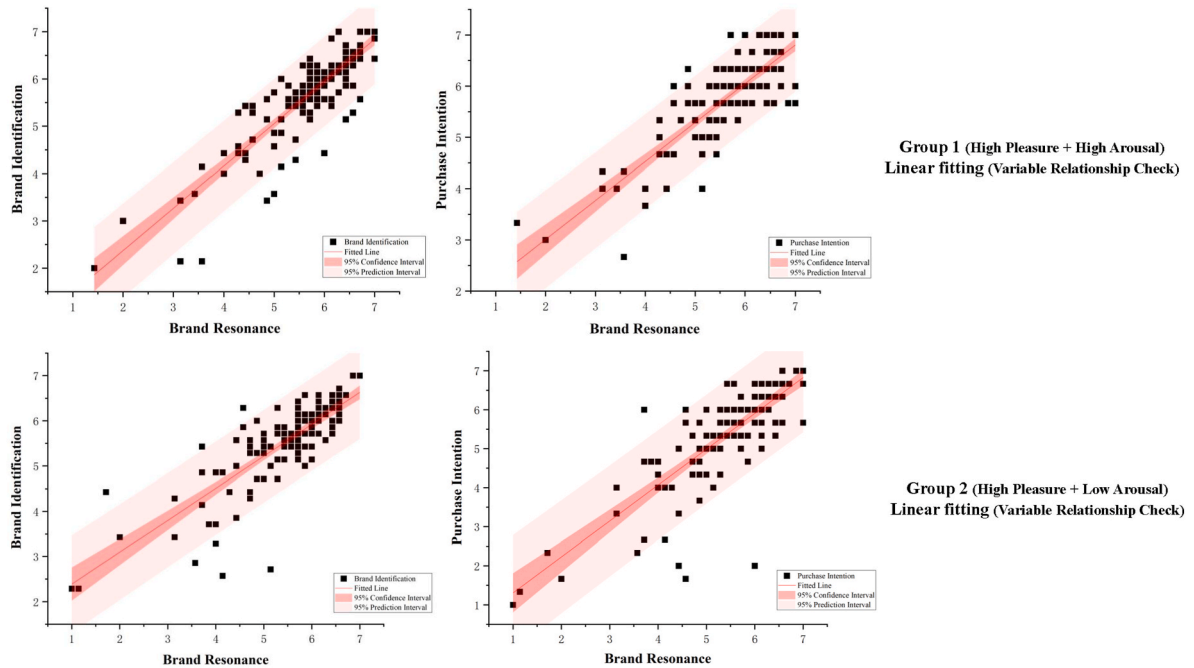 7
6
5
4
3
2
Brand Identification
Brand Identification
Fitted Line
95% Confidence Interval
95% Prediction Interval
1 2 3 4 5 6 7
Brand Resonance
7
6
5
4
3
2
Purchase Intention
Purchase Intention
Fitted Line
95% Confidence Interval
95% Prediction Interval
1 2 3 4 5 6 7
Brand Resonance
Group 1 (High Pleasure + High Arousal)
Linear fitting (Variable Relationship Check)
7
6
5
4
3
2
Brand Identification
Brand Identification
Fitted Line
95% Confidence Interval
95% Prediction Interval
1 2 3 4 5 6 7
Brand Resonance
7
6
5
4
3
2
1
Purchase Intention
Purchase Intention
Fitted Line
95% Confidence Interval
95% Prediction Interval
1 2 3 4 5 6 7
Brand Resonance
Group 2 (High Pleasure + Low Arousal)
Linear fitting (Variable Relationship Check)